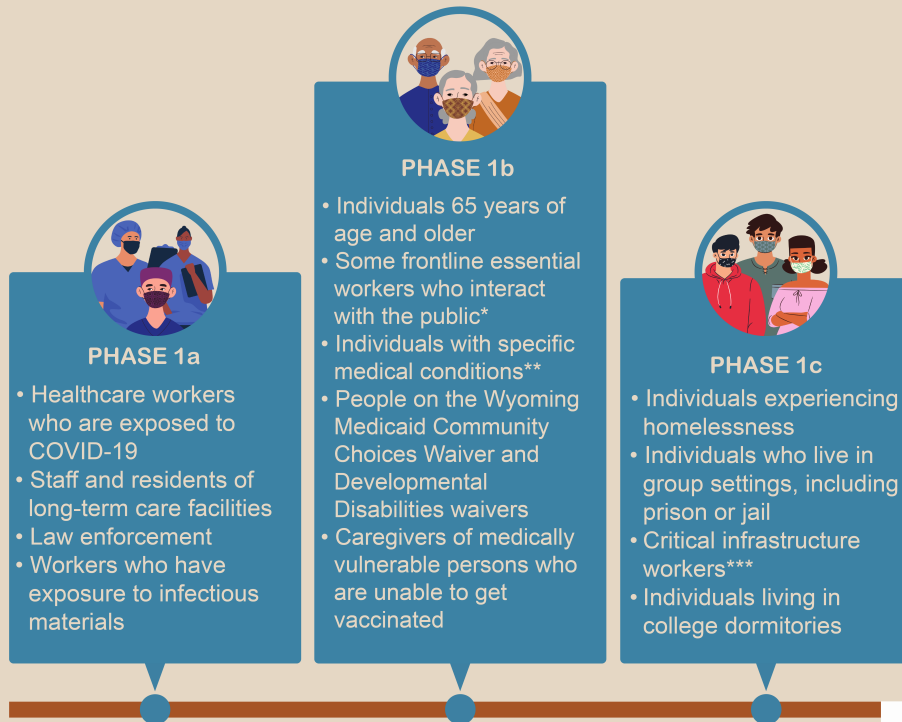 PHASE 1a
• Healthcare workers
who are exposed to
COVID-19
• Staff and residents of
long-term care facilities
• Law enforcement
• Workers who have
exposure to infectious
materials
PHASE 1b
• Individuals 65 years of
age and older
• Some frontline essential
workers who interact
with the public*
• Individuals with specific
medical conditions**
• People on the Wyoming
Medicaid Community
Choices Waiver and
Developmental
Disabilities waivers
• Caregivers of medically
vulnerable persons who
are unable to get
vaccinated
PHASE 1c
• Individuals experiencing
homelessness
• Individuals who live in
group settings, including
prison or jail
• Critical infrastructure
workers***
• Individuals living in
college dormitories